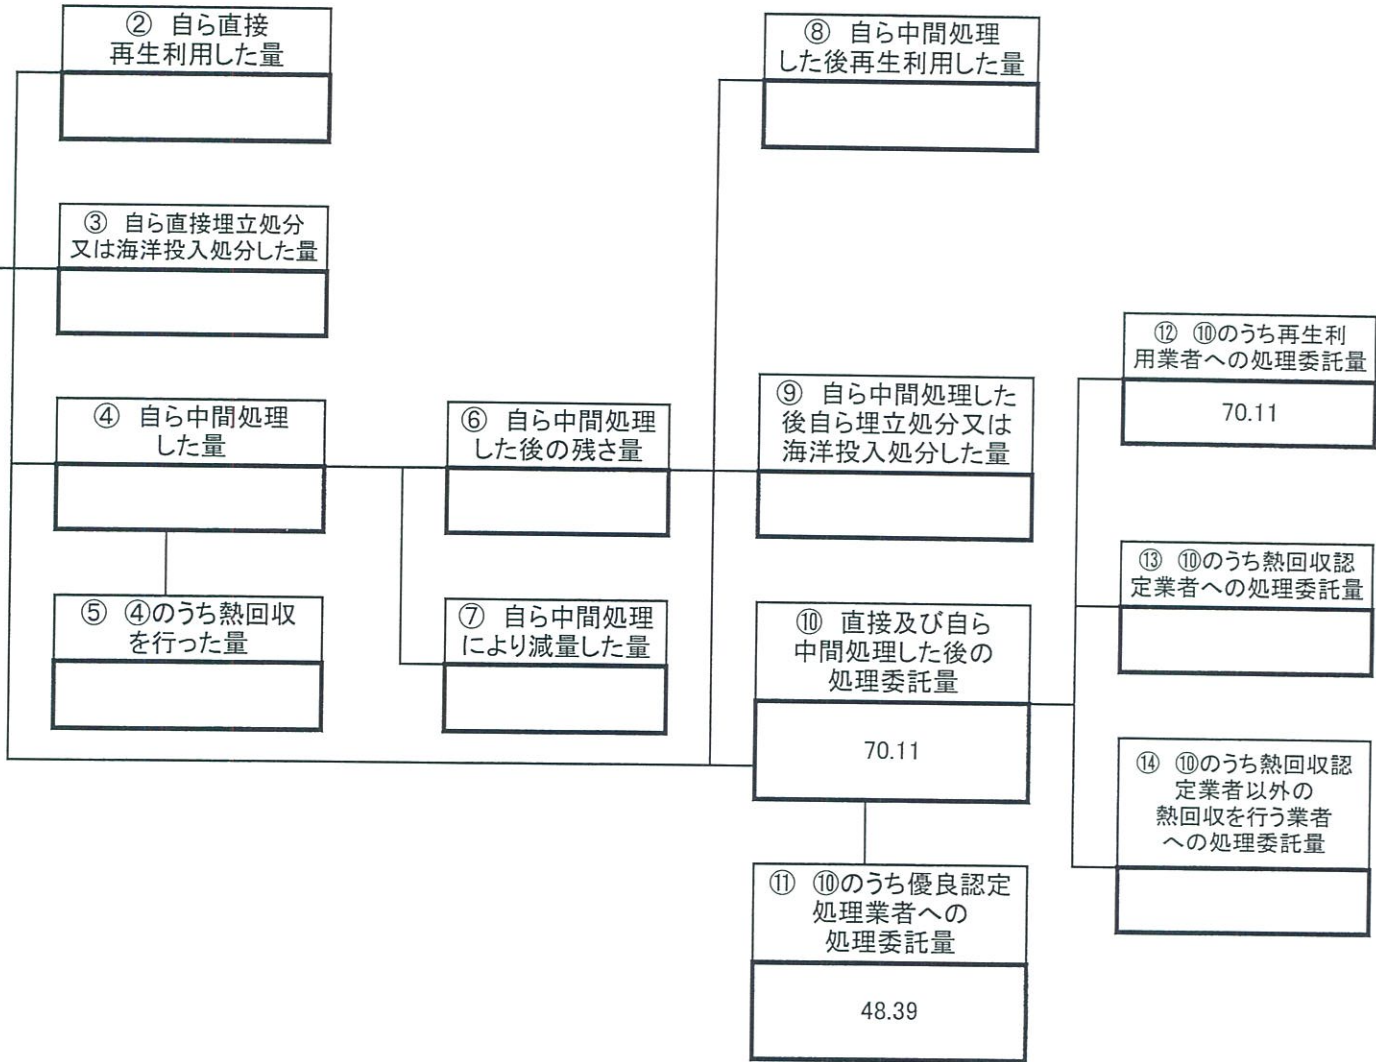 ② 自ら直接
再生利用した量
③ 自ら直接埋立処分
又は海洋投入処分した量
④ 自ら中間処理
した量
⑤ ④のうち熱回収
を行った量
⑥ 自ら中間処理
した後の残さ量
⑦ 自ら中間処理
により減量した量
⑧ 自ら中間処理
した後再生利用した量
⑨ 自ら中間処理した
後自ら埋立処分又は
海洋投入処分した量
⑩ 直接及び自ら
中間処理した後の
処理委託量
70.11
⑪ ⑩のうち優良認定
処理業者への
処理委託量
48.39
⑫ ⑩のうち再生利
用業者への処理委託量
70.11
⑬ ⑩のうち熱回収認
定業者への処理委託量
⑭ ⑩のうち熱回収認
定業者以外の
熱回収を行う業者
への処理委託量